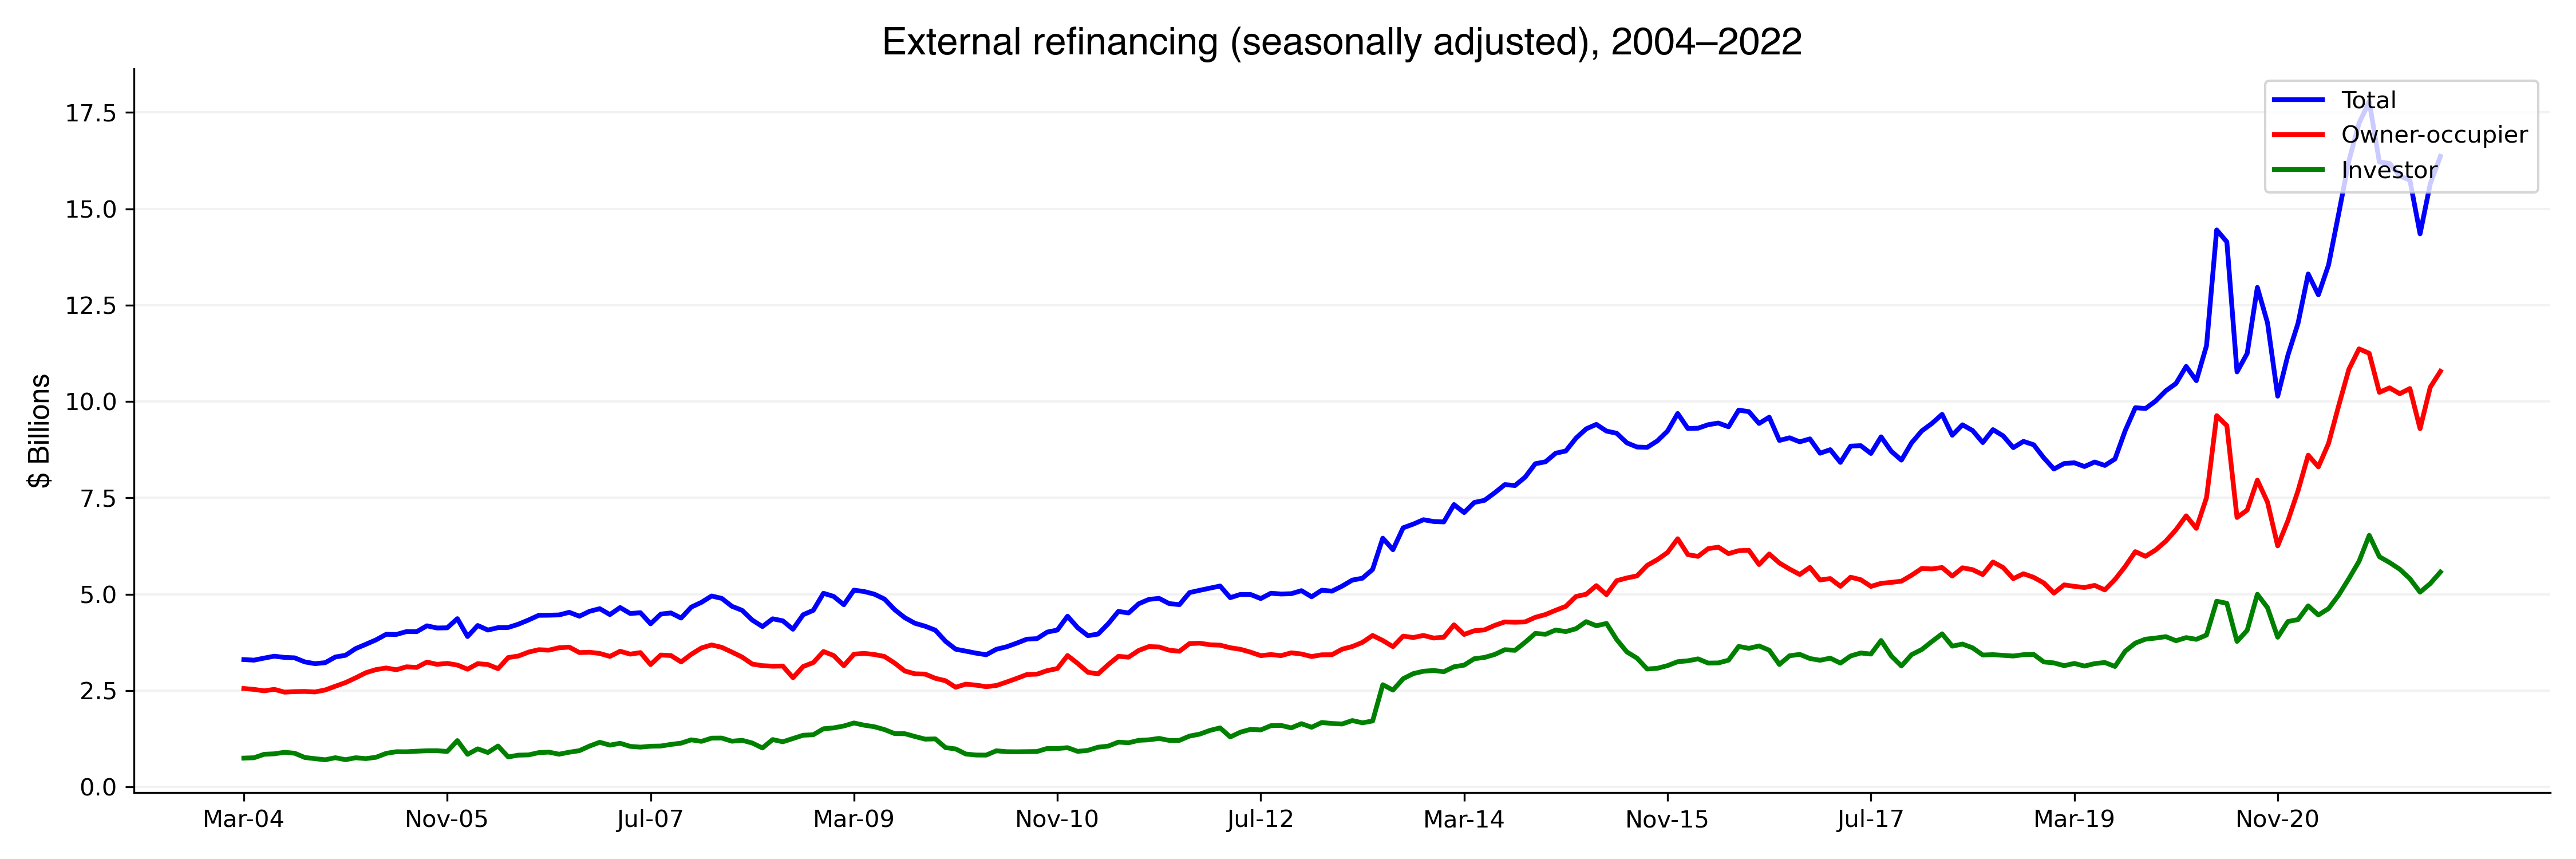 External refinancing (seasonally adjusted), 2004–2022
$ Billions
17.5
15.0
12.5
10.0
7.5
5.0
2.5
0.0
Total
Owner-occupier
Investor
Mar-04 Nov-05 Jul-07 Mar-09 Nov-10 Jul-12 Mar-14 Nov-15 Jul-17 Mar-19 Nov-20